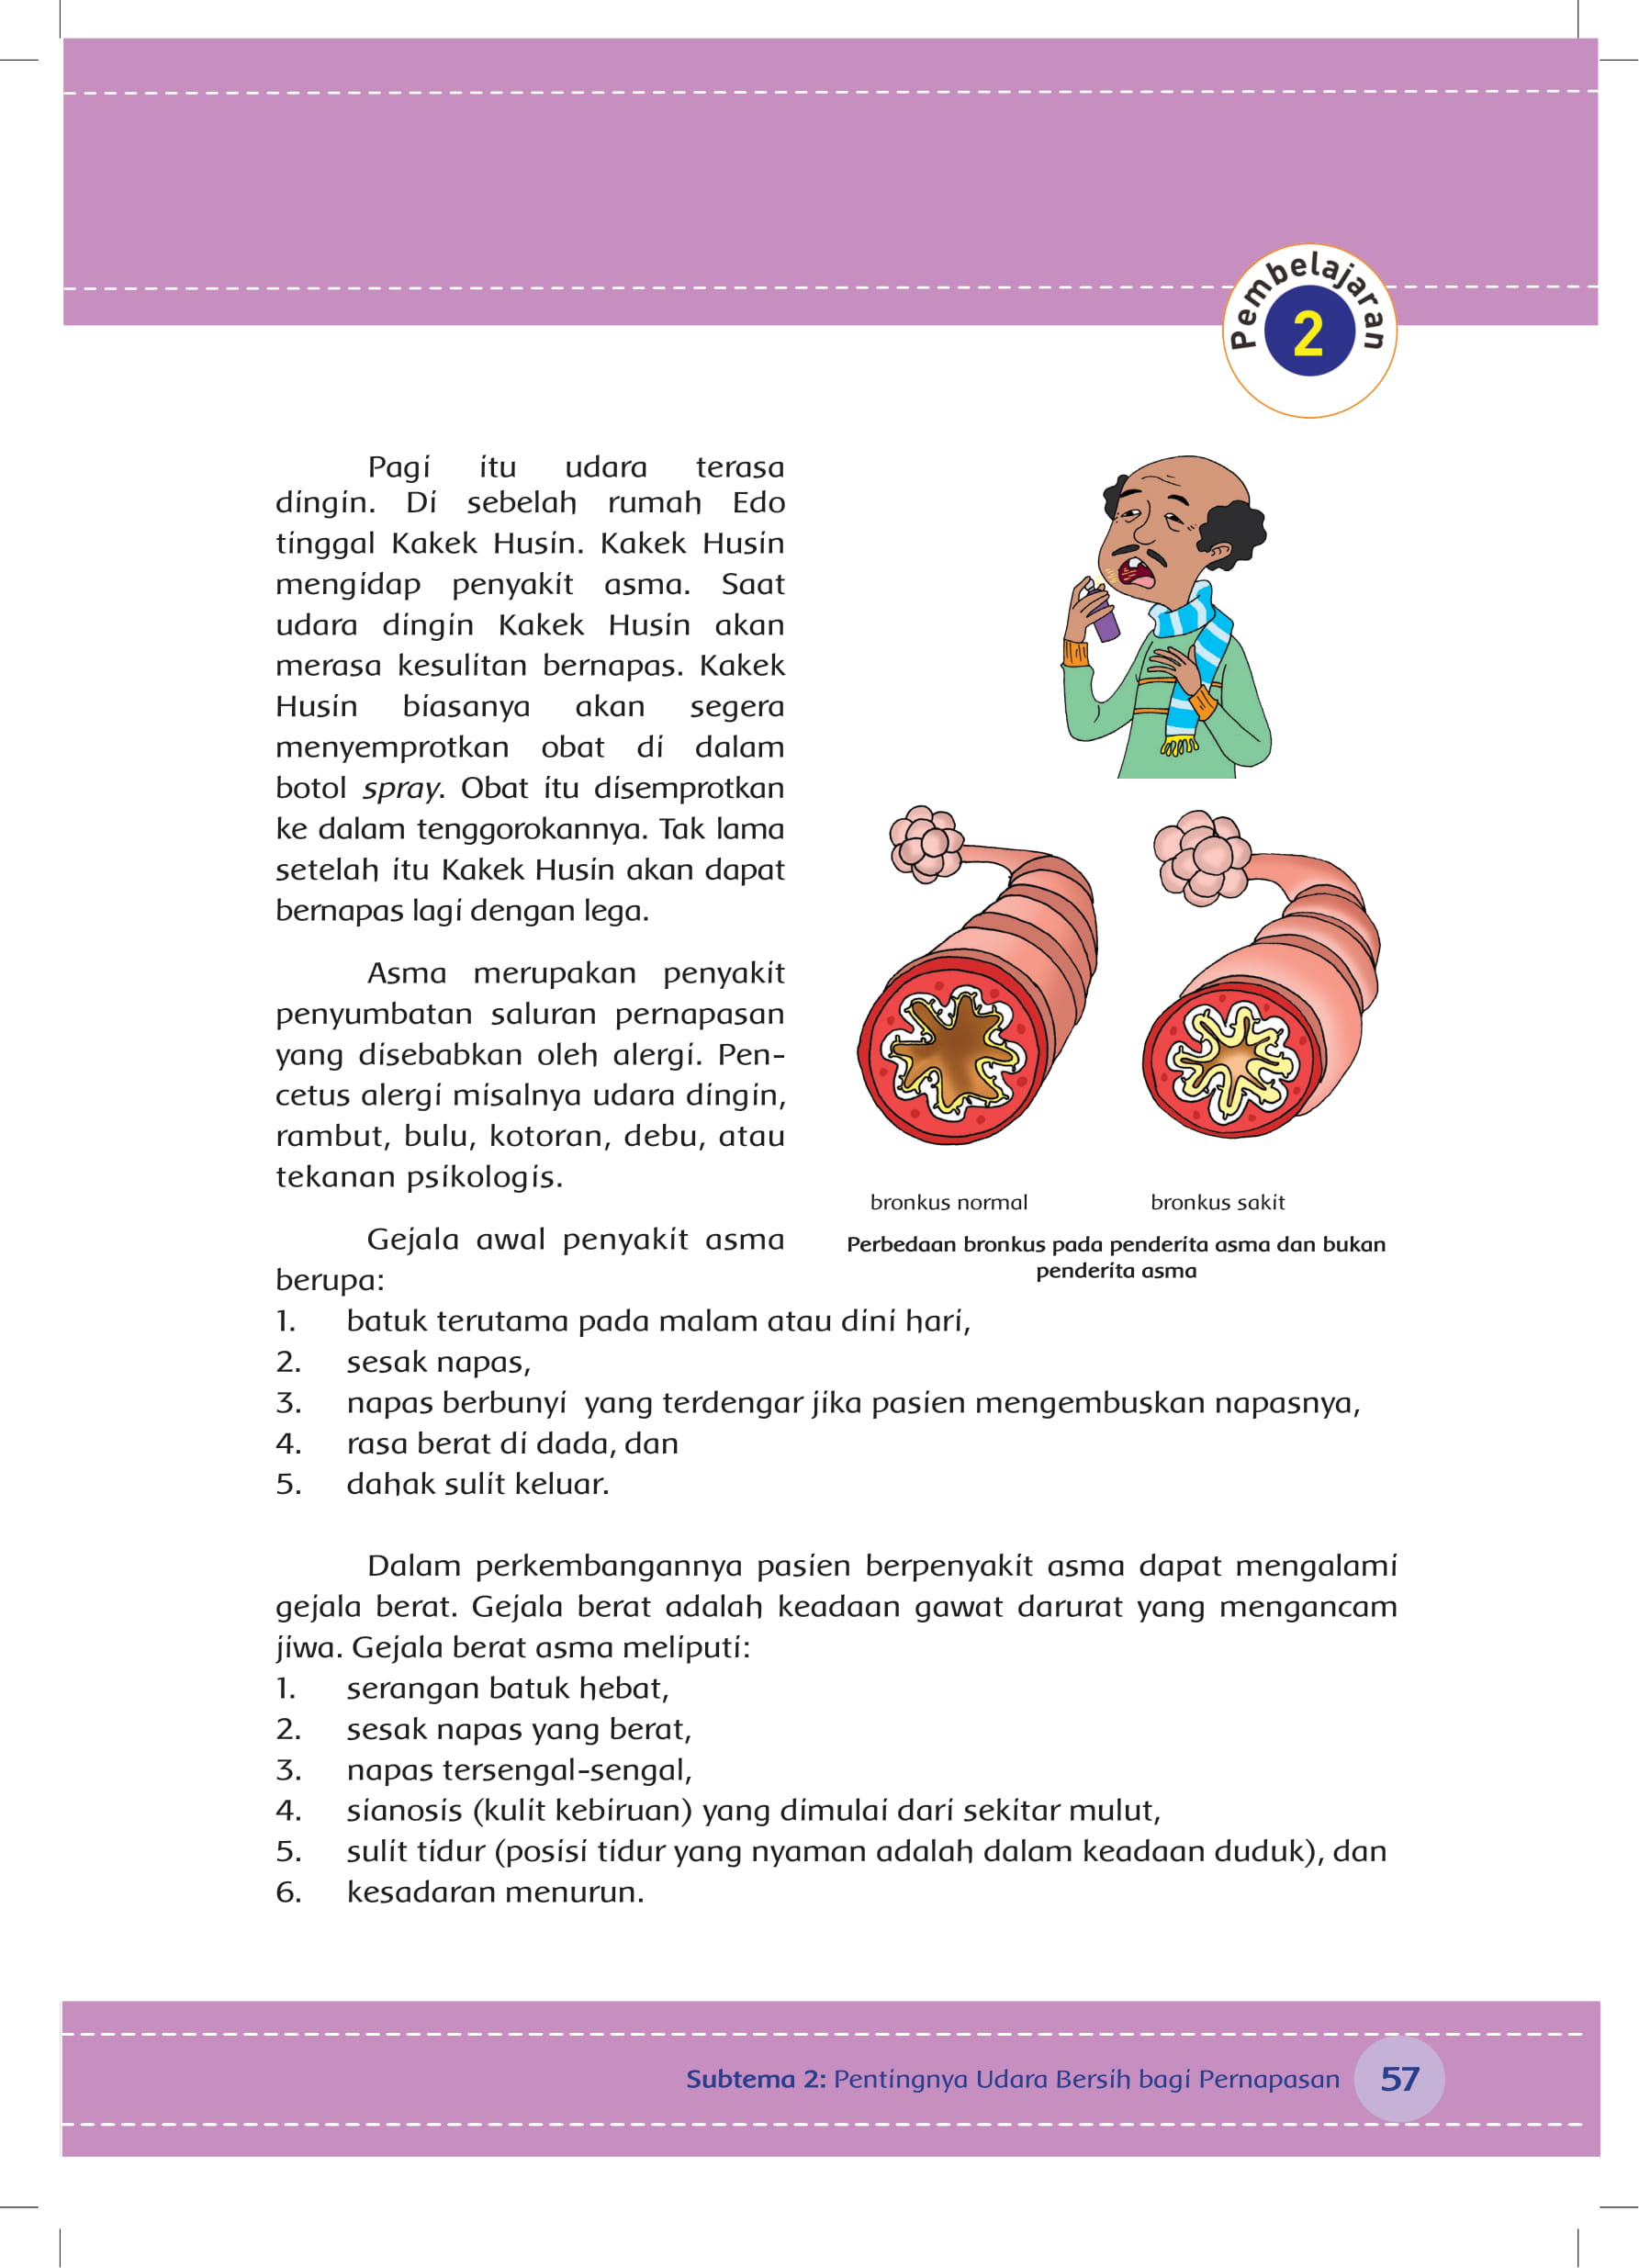 Pembelajaran
2
Pagi itu udara terasa
dingin. Di sebelah rumah Edo
tinggal Kakek Husin. Kakek Husin
mengidap penyakit asma. Saat
udara dingin Kakek Husin akan
merasa kesulitan bernapas. Kakek
Husin biasanya akan segera
menyemprotkan obat di dalam
botol spray. Obat itu disemprotkan
ke dalam tenggorokannya. Tak lama
setelah itu Kakek Husin akan dapat
bernapas lagi dengan lega.
Asma merupakan penyakit
penyumbatan saluran pernapasan
yang disebabkan oleh alergi. Pen-
cetus alergi misalnya udara dingin,
rambut, bulu, kotoran, debu, atau
tekanan psikologis.
bronkus normal
bronkus sakit
Perbedaan bronkus pada penderita asma dan bukan
penderita asma
Gejala awal penyakit asma
berupa:
1. batuk terutama pada malam atau dini hari,
2. sesak napas,
3. napas berbunyi yang terdengar jika pasien mengembuskan napasnya,
4. rasa berat di dada, dan
5. dahak sulit keluar.
Dalam perkembangannya pasien berpenyakit asma dapat mengalami
gejala berat. Gejala berat adalah keadaan gawat darurat yang mengancam
jiwa. Gejala berat asma meliputi:
1. serangan batuk hebat,
2. sesak napas yang berat,
3. napas tersengal-sengal,
4. sianosis (kulit kebiruan) yang dimulai dari sekitar mulut,
5. sulit tidur (posisi tidur yang nyaman adalah dalam keadaan duduk), dan
6. kesadaran menurun.
Subtema 2: Pentingnya Udara Bersih bagi Pernapasan 57